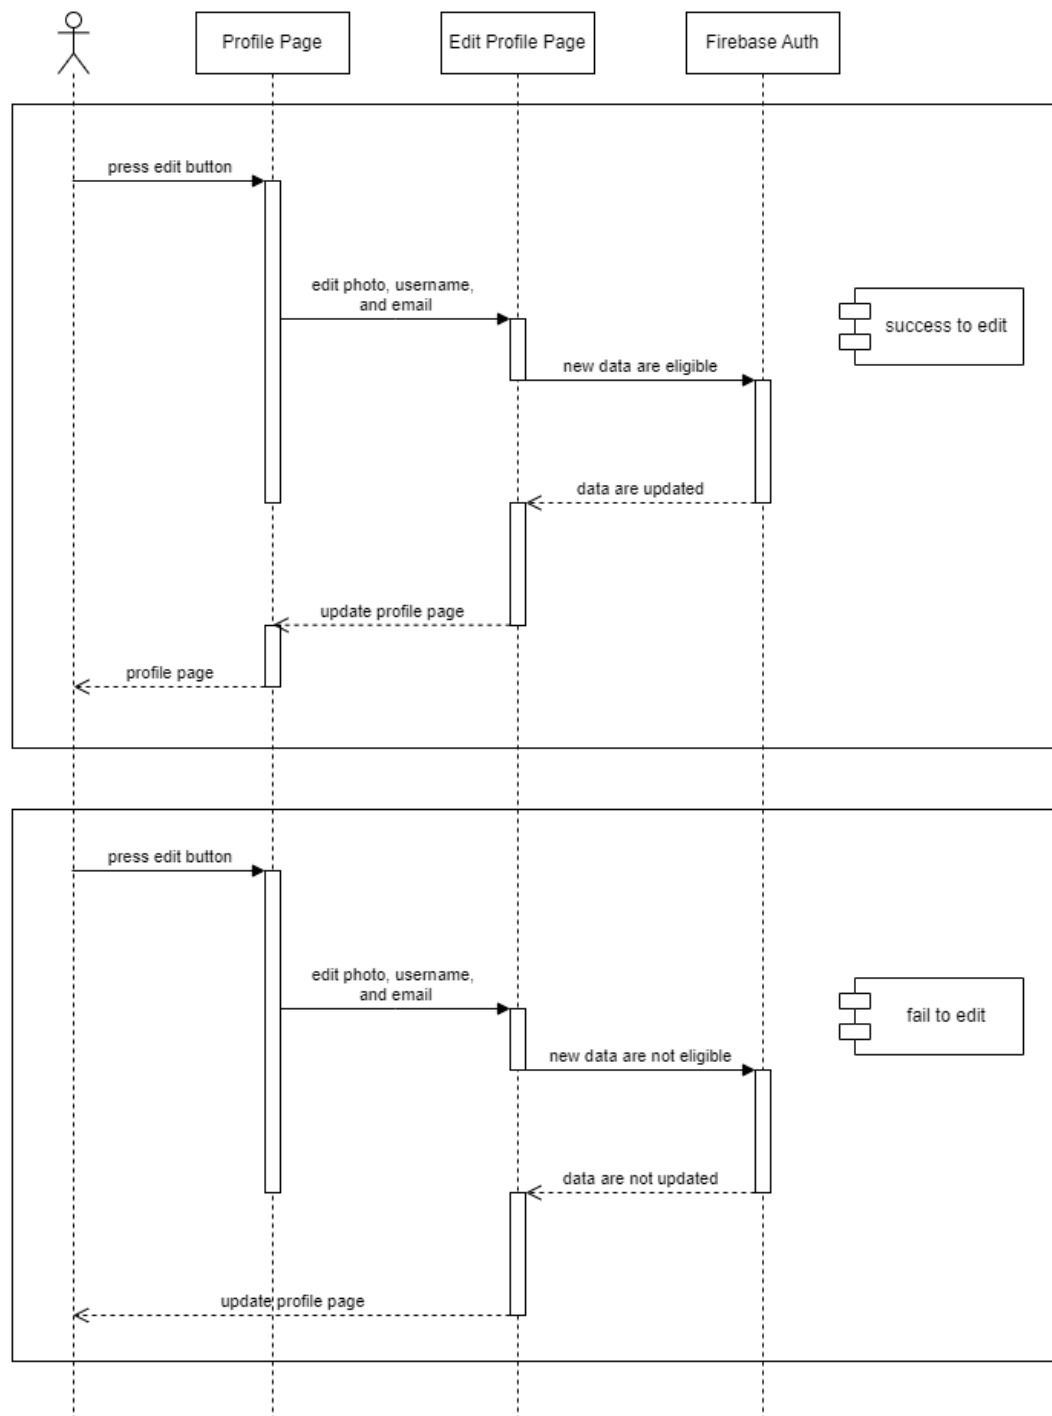 Profile Page
Edit Profile Page
Firebase Auth
press edit button
edit photo, username,
and email
success to edit
new data are eligible
data are updated
update profile page
profile page
press edit button
edit photo, username,
and email
fail to edit
new data are not eligible
data are not updated
update profile page